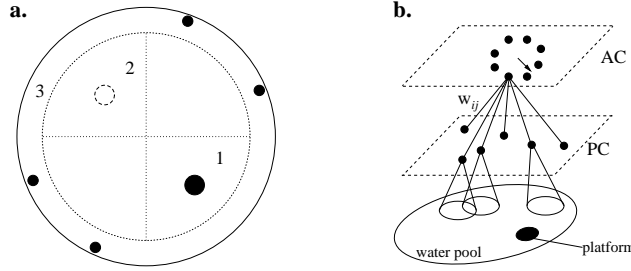 a.
2
3
1
b.
AC
w_ij
PC
water pool
platform